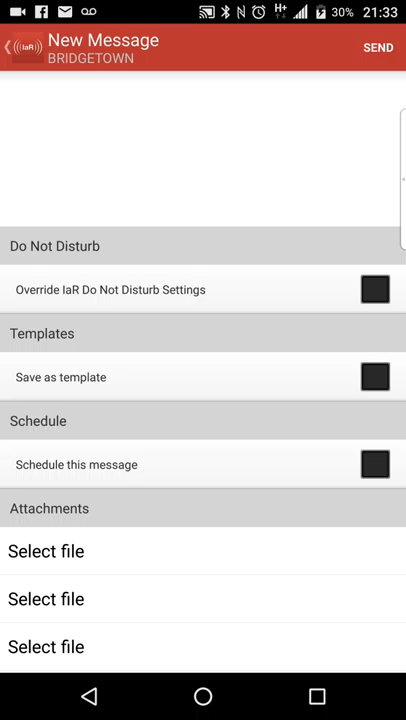 H+ 30% 21:33
IaR New Message SEND
BRIDGETOWN
Do Not Disturb
Override IaR Do Not Disturb Settings
Templates
Save as template
Schedule
Schedule this message
Attachments
Select file
Select file
Select file